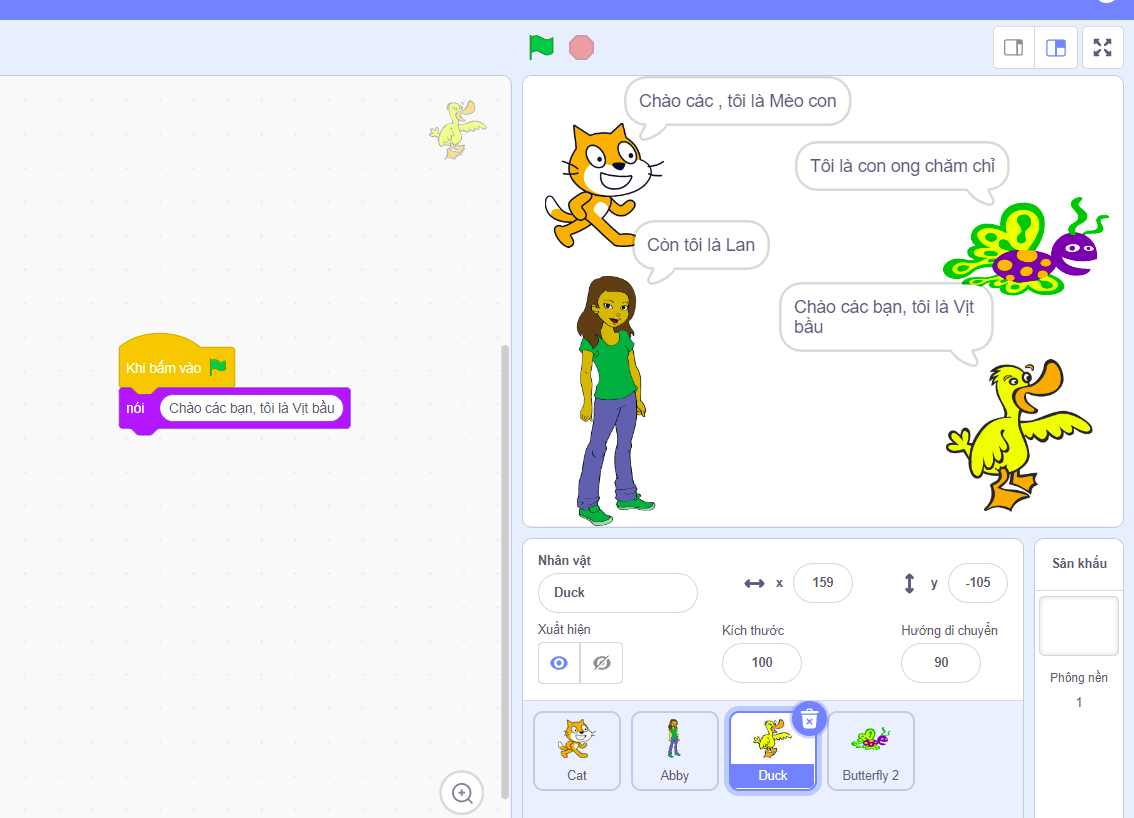 Chào các , tôi là Mèo con
Tôi là con ong chăm chỉ
Còn tôi là Lan
Chào các bạn, tôi là Vịt
bầu
Khi bấm vào
nói Chào các bạn, tôi là Vịt bầu
Nhân vật
Duck
x 159
y -105
Xuất hiện
Kích thước
100
Hướng di chuyển
90
Cat
Abby
Duck
Butterfly 2
Sân khấu
Phông nền
1